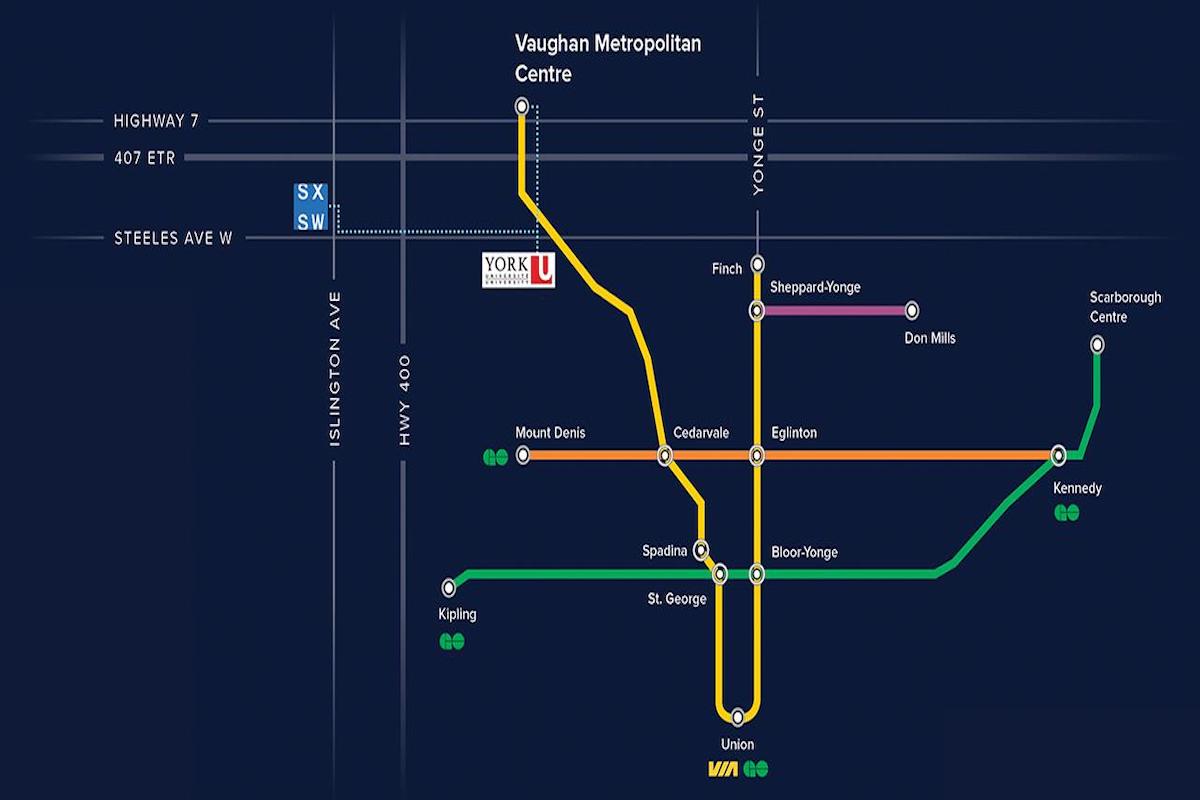 Vaughan Metropolitan
Centre
YONGE ST
HIGHWAY 7
407 ETR
SX
SW
STEELES AVE W
YORK U
UNIVERSITÉ
UNIVERSITY
Finch
Sheppard-Yonge
Don Mills
Scarborough
Centre
ISLINGTON AVE
HWY 400
Mount Denis
Cedarvale
Eglinton
GO
Kennedy
GO
Spadina
Bloor-Yonge
St. George
Kipling
GO
Union
VIA GO